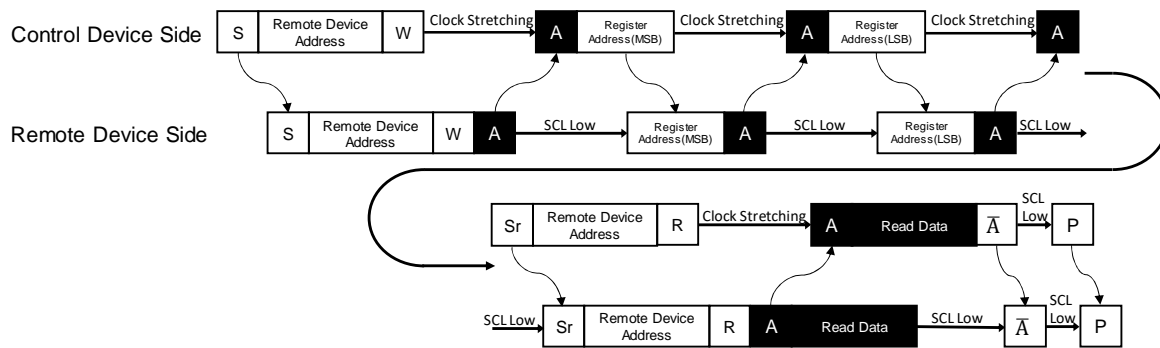 Control Device Side
S
Remote Device
Address
W
Clock Stretching
A
Register
Address(MSB)
Clock Stretching
A
Register
Address(LSB)
Clock Stretching
A
Remote Device Side
S
Remote Device
Address
W
A
SCL Low
Register
Address(MSB)
A
SCL Low
Register
Address(LSB)
A
SCL Low
Sr
Remote Device
Address
R
Clock Stretching
A
Read Data
A̅
SCL
Low
P
SCL Low
Sr
Remote Device
Address
R
A
Read Data
SCL Low
A̅
SCL
Low
P